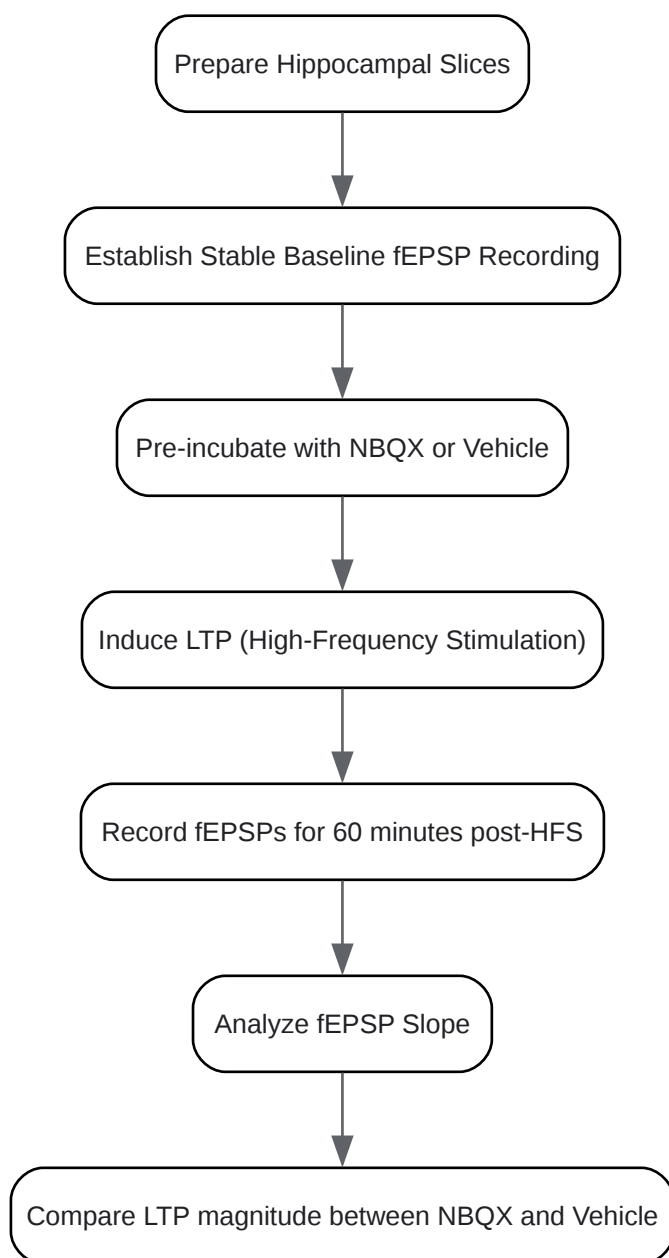 Prepare Hippocampal Slices
Establish Stable Baseline fEPSP Recording
Pre-incubate with NBQX or Vehicle
Induce LTP (High-Frequency Stimulation)
Record fEPSPs for 60 minutes post-HFS
Analyze fEPSP Slope
Compare LTP magnitude between NBQX and Vehicle